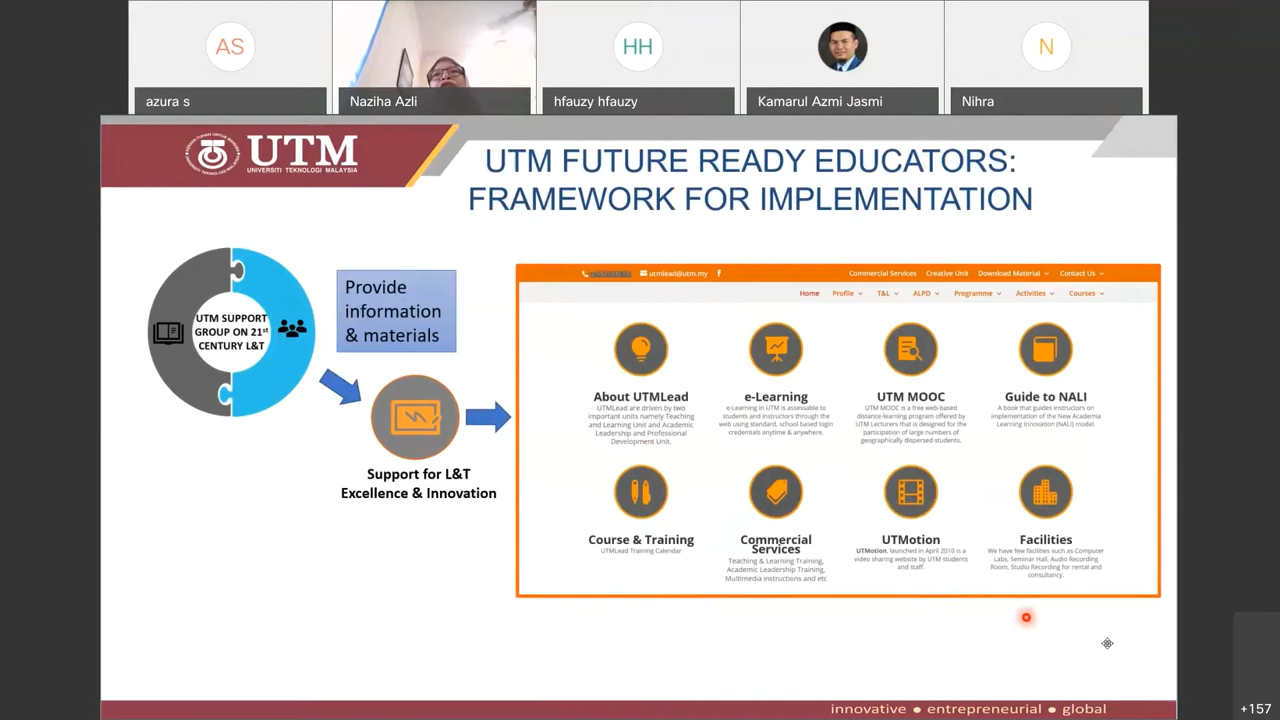 AS
HH
N
azura s
Naziha Azli
hfauzy hfauzy
Kamarul Azmi Jasmi
Nihra
UTM
UNIVERSITI TEKNOLOGI MALAYSIA
UTM FUTURE READY EDUCATORS:
FRAMEWORK FOR IMPLEMENTATION
UTM SUPPORT
GROUP ON 21st
CENTURY L&T
Provide
information
& materials
Support for L&T
Excellence & Innovation
utmlead@utm.my
Commercial Services
Creative Unit
Download Material
Contact Us
Home
Profile
T&L
ALPD
Programme
Activities
Courses
About UTMLead
UTMLead are driven by two
important units namely Teaching
and Learning Unit and Academic
Leadership and Professional
Development Unit.
e-Learning
e-Learning in UTM is assessable to
students and instructors through the
web using standard, school based login
credentials anytime & anywhere.
UTM MOOC
UTM MOOC is a free web-based
distance-learning program offered by
UTM Lecturers that is designed for the
participation of large numbers of
geographically dispersed students.
Guide to NALI
A book that guides instructors on
implementation of the New Academia
Learning Innovation (NALI) model.
Course & Training
UTMLead Training Calendar
Commercial
Services
Teaching & Learning Training,
Academic Leadership Training,
Multimedia instructions and etc
UTMotion
UTMotion, launched in April 2010 is a
video sharing website by UTM students
and staff.
Facilities
We have few facilities such as Computer
Labs, Seminar Hall, Audio Recording
Room, Studio Recording for rental and
consultancy.
innovative ● entrepreneurial ● global
+157